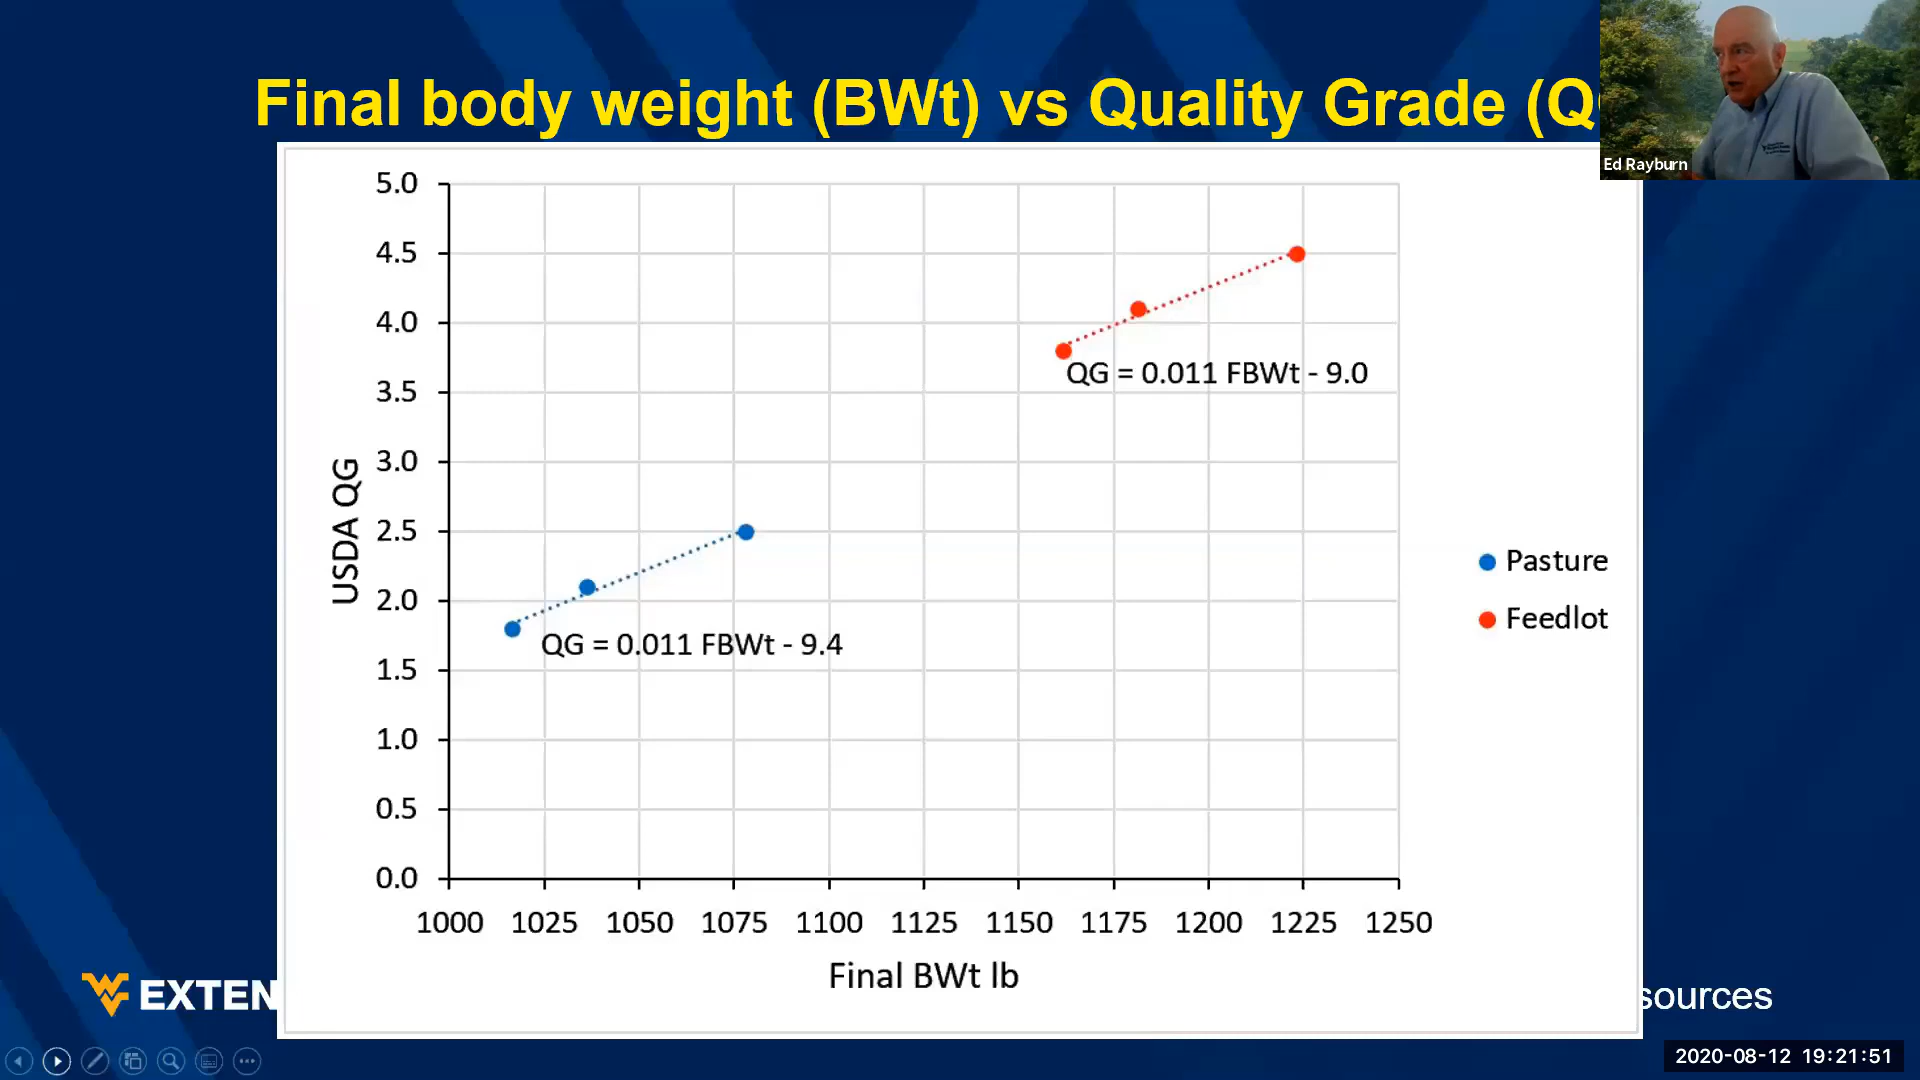 Final body weight (BWt) vs Quality Grade (Q
Ed Rayburn
5.0
4.5
4.0
3.5
3.0
2.5
2.0
1.5
1.0
0.5
0.0
USDA QG
QG = 0.011 FBWt - 9.0
QG = 0.011 FBWt - 9.4
Pasture
Feedlot
1000 1025 1050 1075 1100 1125 1150 1175 1200 1225 1250
Final BWt lb
WV EXTEN
sources
2020-08-12 19:21:51